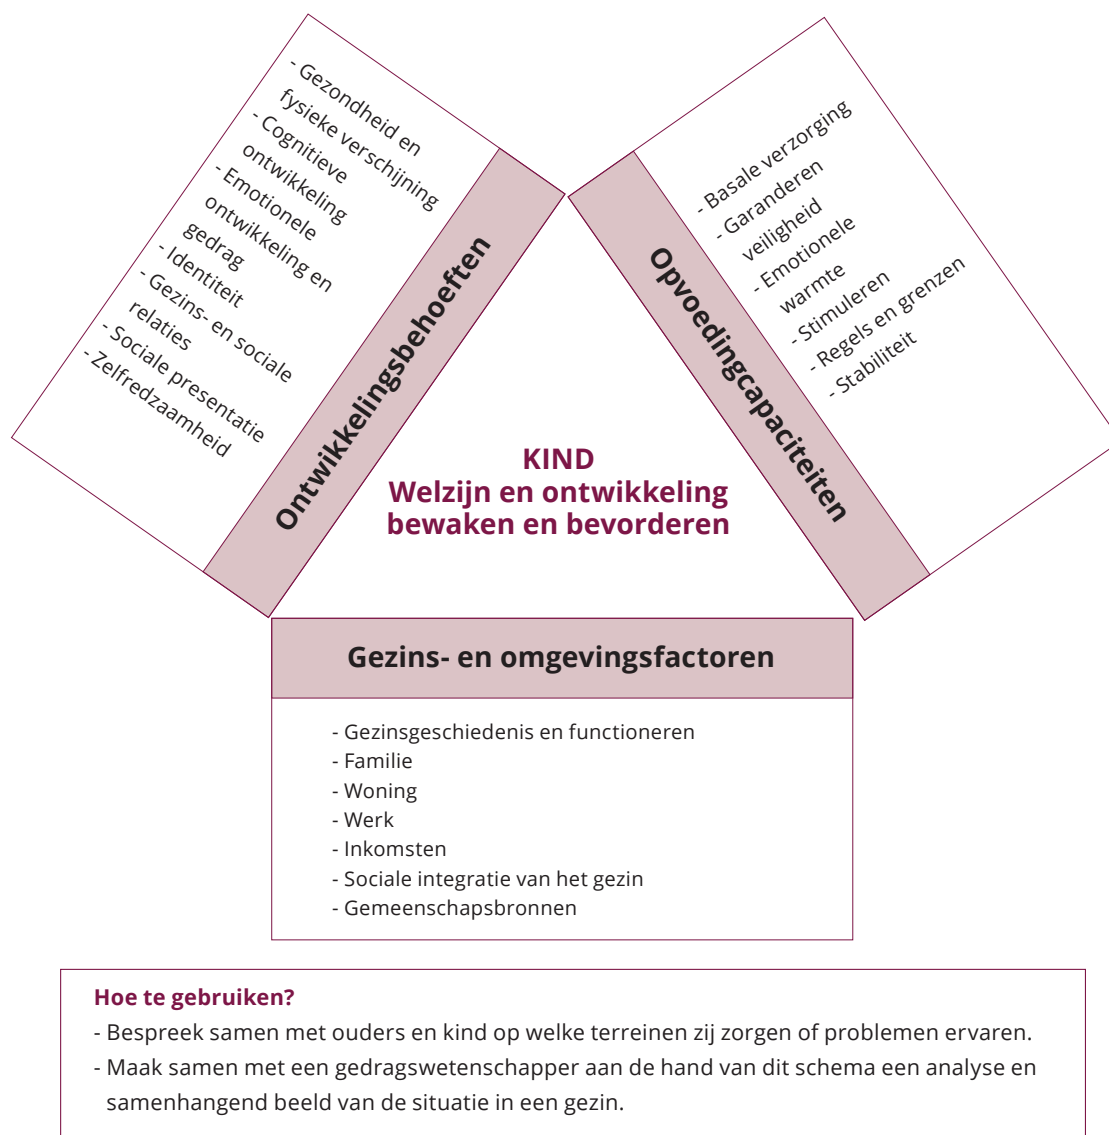 Ontwikkelingsbehoeften
- Gezondheid en
fysieke verschijning
- Cognitieve
ontwikkeling
- Emotionele
ontwikkeling en
gedrag
- Identiteit
- Gezins- en sociale
relaties
- Sociale presentatie
- Zelfredzaamheid
Opvoedingcapaciteiten
- Basale verzorging
- Garanderen
veiligheid
- Emotionele
warmte
- Stimuleren
- Regels en grenzen
- Stabiliteit
KIND
Welzijn en ontwikkeling
bewaken en bevorderen
Gezins- en omgevingsfactoren
- Gezinsgeschiedenis en functioneren
- Familie
- Woning
- Werk
- Inkomsten
- Sociale integratie van het gezin
- Gemeenschapsbronnen
Hoe te gebruiken?
- Bespreek samen met ouders en kind op welke terreinen zij zorgen of problemen ervaren.
- Maak samen met een gedragswetenschapper aan de hand van dit schema een analyse en
samenhangend beeld van de situatie in een gezin.